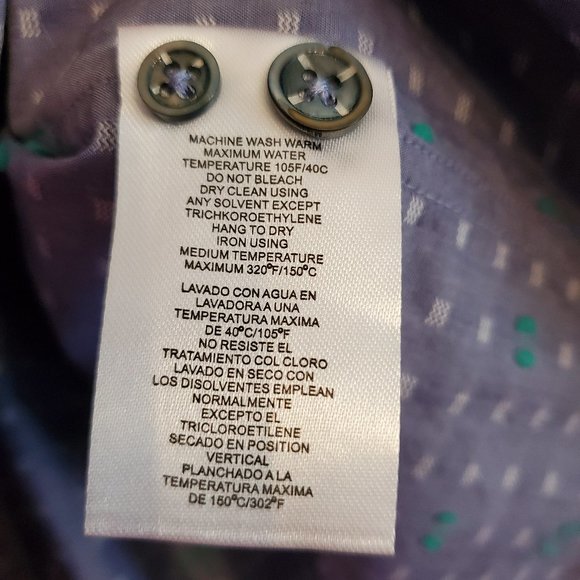 MACHINE WASH WARM
MAXIMUM WATER
TEMPERATURE 105F/40C
DO NOT BLEACH
DRY CLEAN USING
ANY SOLVENT EXCEPT
TRICHKOROETHYLENE
HANG TO DRY
IRON USING
MEDIUM TEMPERATURE
MAXIMUM 320°F/150°C
LAVADO CON AGUA EN
LAVADORA A UNA
TEMPERATURA MAXIMA
DE 40°C/105°F
NO RESISTE EL
TRATAMIENTO COL CLORO
LAVADO EN SECO CON
LOS DISOLVENTES EMPLEAN
NORMALMENTE
EXCEPTO EL
TICLOROETILENE
SECADO EN POSITION
VERTICAL
PLANCHADO A LA
TEMPERATURA MAXIMA
DE 160°C/302°F